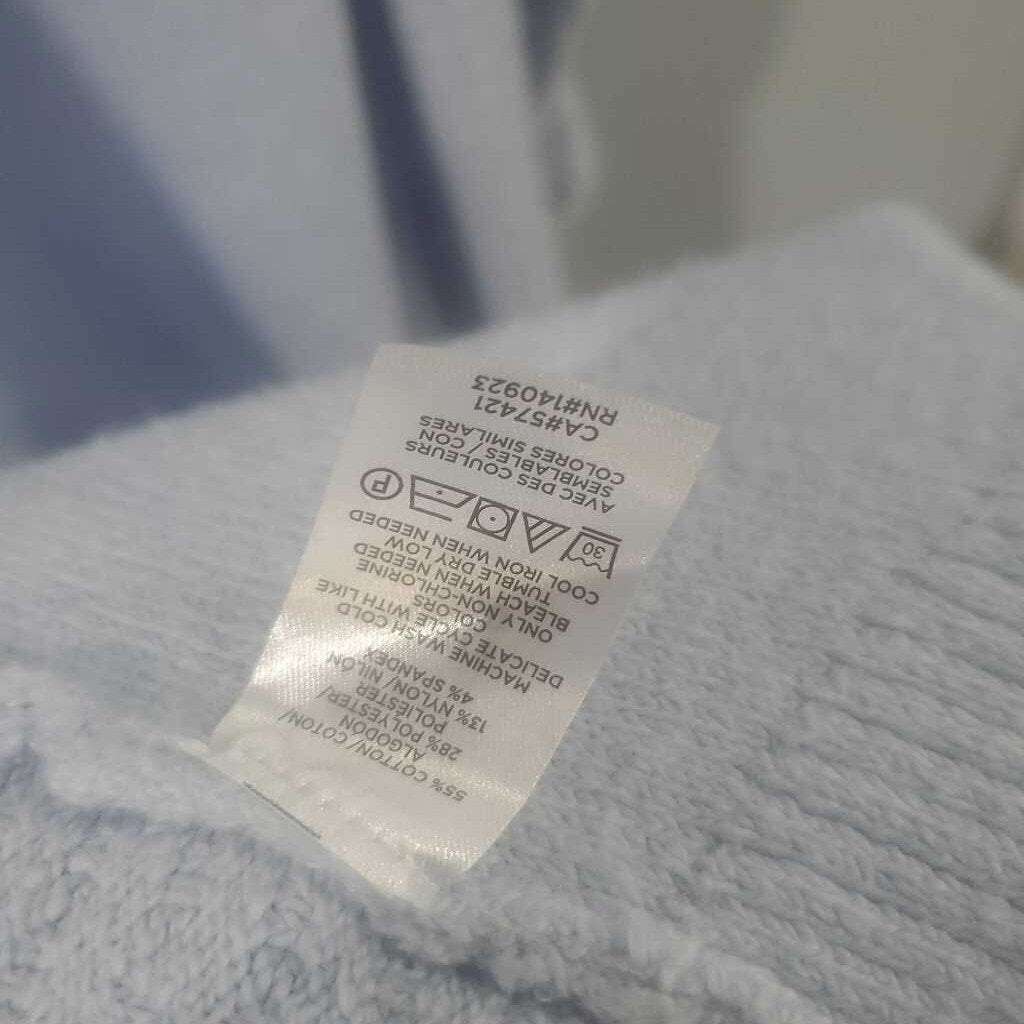 55% COTTON/ COTON/
ALGODÓN
28% POLYESTER/
POLIESTER
13% NYLON/ NILÓN
4% SPANDEX
MACHINE WASH COLD
DELICATE CYCLE WITH LIKE
COLORS
ONLY NON-CHLORINE
BLEACH WHEN NEEDED
TUMBLE DRY LOW
COOL IRON WHEN NEEDED
30 P
AVEC DES COULEURS
SEMBLABLES / CON
COLORES SIMILARES
CA#57421
RN#140923